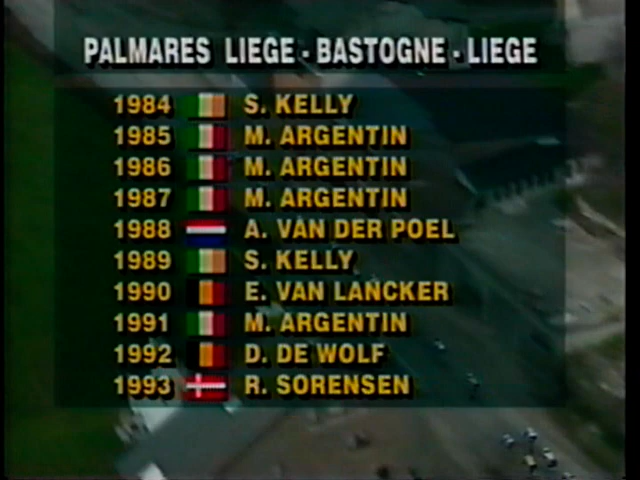 PALMARES LIEGE - BASTOGNE - LIEGE
1984 S. KELLY
1985 M. ARGENTIN
1986 M. ARGENTIN
1987 M. ARGENTIN
1988 A. VAN DER POEL
1989 S. KELLY
1990 E. VAN LANCKER
1991 M. ARGENTIN
1992 D. DE WOLF
1993 R. SORENSEN